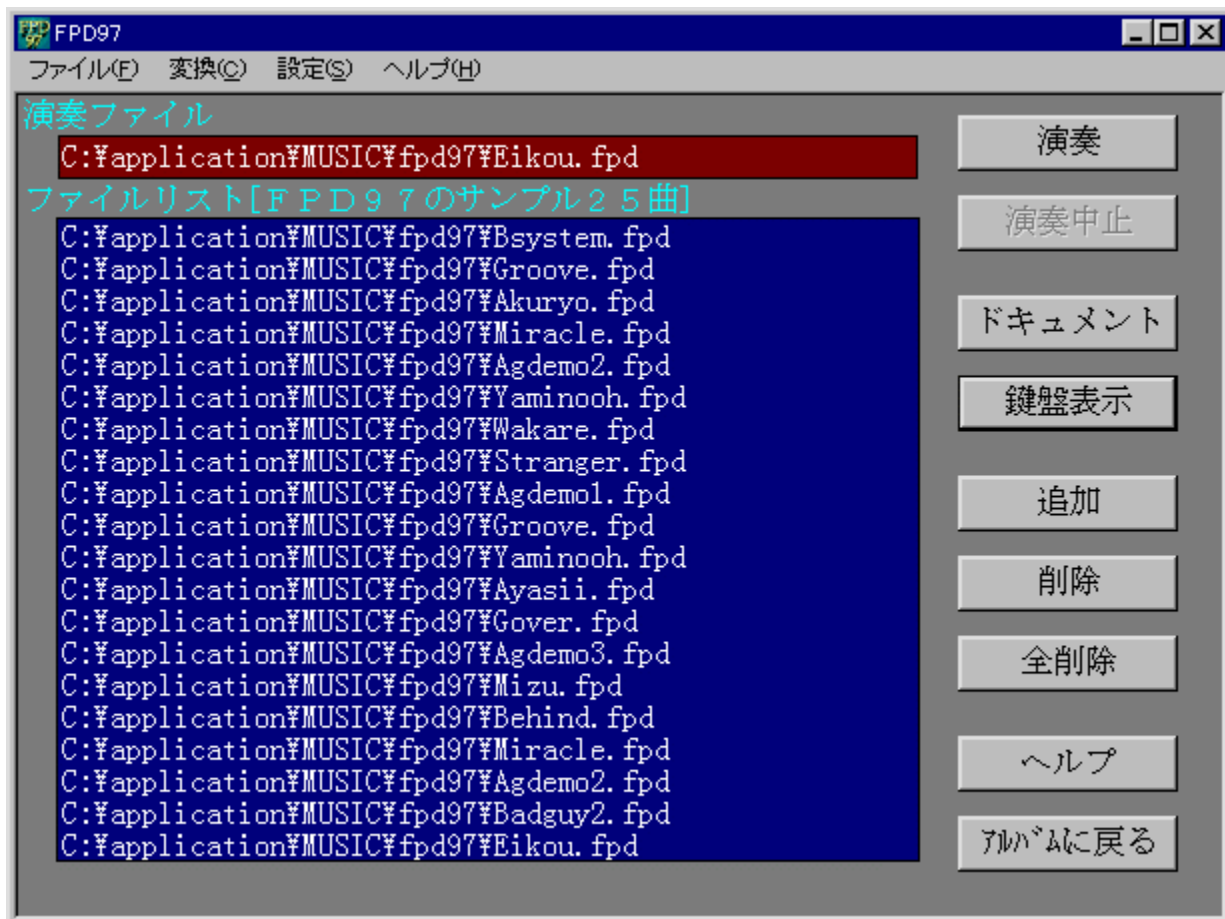 FPD97
ファイル(F) 変換(C) 設定(S) ヘルプ(H)
演奏ファイル
C:¥application¥MUSIC¥fpd97¥Eikou.fpd
ファイルリスト[ＦＰＤ９７のサンプル２５曲]
C:¥application¥MUSIC¥fpd97¥Bsystem.fpd
C:¥application¥MUSIC¥fpd97¥Groove.fpd
C:¥application¥MUSIC¥fpd97¥Akuryo.fpd
C:¥application¥MUSIC¥fpd97¥Miracle.fpd
C:¥application¥MUSIC¥fpd97¥Agdemo2.fpd
C:¥application¥MUSIC¥fpd97¥Yaminooh.fpd
C:¥application¥MUSIC¥fpd97¥Wakare.fpd
C:¥application¥MUSIC¥fpd97¥Stranger.fpd
C:¥application¥MUSIC¥fpd97¥Agdemo1.fpd
C:¥application¥MUSIC¥fpd97¥Groove.fpd
C:¥application¥MUSIC¥fpd97¥Yaminooh.fpd
C:¥application¥MUSIC¥fpd97¥Ayasii.fpd
C:¥application¥MUSIC¥fpd97¥Gover.fpd
C:¥application¥MUSIC¥fpd97¥Agdemo3.fpd
C:¥application¥MUSIC¥fpd97¥Mizu.fpd
C:¥application¥MUSIC¥fpd97¥Behind.fpd
C:¥application¥MUSIC¥fpd97¥Miracle.fpd
C:¥application¥MUSIC¥fpd97¥Agdemo2.fpd
C:¥application¥MUSIC¥fpd97¥Badguy2.fpd
C:¥application¥MUSIC¥fpd97¥Eikou.fpd
演奏
演奏中止
ドキュメント
鍵盤表示
追加
削除
全削除
ヘルプ
ｱﾙﾊﾞﾑに戻る